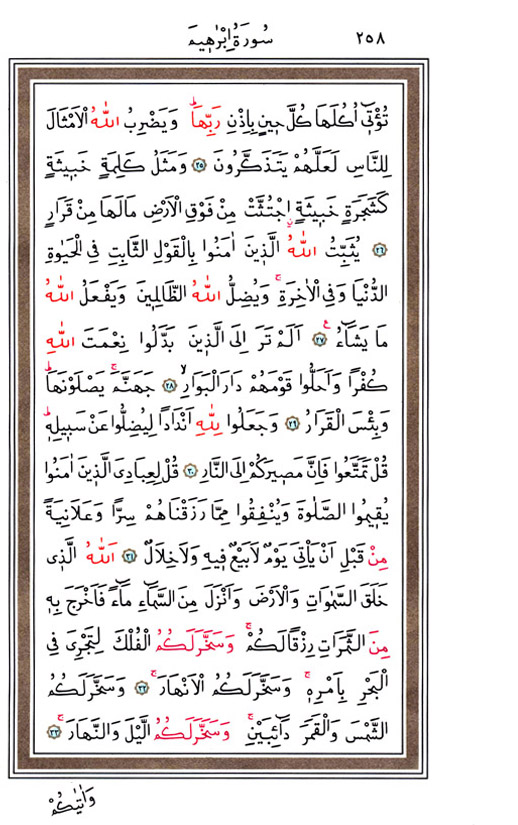 ٢٥٨ سُورَةُ اِبْرٰهِيمَ
تُؤْتٖٓي اُكُلَهَا كُلَّ حٖينٍ بِاِذْنِ رَبِّهَاۜ وَيَضْرِبُ اللّٰهُ الْاَمْثَالَ
لِلنَّاسِ لَعَلَّهُمْ يَتَذَكَّرُونَ ﴿٢٥﴾ وَمَثَلُ كَلِمَةٍ خَبٖيثَةٍ
كَشَجَرَةٍ خَبٖيثَةٍۨ اجْتُثَّتْ مِنْ فَوْقِ الْاَرْضِ مَالَهَا مِنْ قَرَارٍ
﴿٢٦﴾ يُثَبِّتُ اللّٰهُ الَّذٖينَ اٰمَنُوا بِالْقَوْلِ الثَّابِتِ فِي الْحَيٰوةِ
الدُّنْيَا وَفِي الْاٰخِرَةِۚ وَيُضِلُّ اللّٰهُ الظَّالِمٖينَ وَيَفْعَلُ اللّٰهُ
مَا يَشَٓاءُۚ ﴿٢٧﴾ اَلَمْ تَرَ اِلَى الَّذٖينَ بَدَّلُوا نِعْمَتَ اللّٰهِ
كُفْرًا وَاَحَلُّوا قَوْمَهُمْ دَارَ الْبَوَارِۙ ﴿٢٨﴾ جَهَنَّمَۚ يَصْلَوْنَهَاۜ
وَبِئْسَ الْقَرَارُ ﴿٢٩﴾ وَجَعَلُوا لِلّٰهِ اَنْدَادًا لِيُضِلُّوا عَنْ سَبٖيلِهٖۜ
قُلْ تَمَتَّعُوا فَاِنَّ مَصٖيرَكُمْ اِلَى النَّارِ ﴿٣٠﴾ قُلْ لِعِبَادِيَ الَّذٖينَ اٰمَنُوا
يُقٖيمُوا الصَّلٰوةَ وَيُنْفِقُوا مِمَّا رَزَقْنَاهُمْ سِرًّا وَعَلَانِيَةً
مِنْ قَبْلِ اَنْ يَأْتِيَ يَوْمٌ لَا بَيْعٌ فٖيهِ وَلَا خِلَالٌ ﴿٣١﴾ اَللّٰهُ الَّذٖي
خَلَقَ السَّمٰوَاتِ وَالْاَرْضَ وَاَنْزَلَ مِنَ السَّمَٓاءِ مَٓاءً فَاَخْرَجَ بِهٖ
مِنَ الثَّمَرَاتِ رِزْقًا لَكُمْۚ وَسَخَّرَ لَكُمُ الْفُلْكَ لِتَجْرِيَ فِي
الْبَحْرِ بِاَمْرِهٖۚ وَسَخَّرَ لَكُمُ الْاَنْهَارَۚ ﴿٣٢﴾ وَسَخَّرَ لَكُمُ
الشَّمْسَ وَالْقَمَرَ دَٓائِبَيْنِۚ وَسَخَّرَ لَكُمُ الَّيْلَ وَالنَّهَارَۚ ﴿٣٣﴾
وَاٰتٰيكُمْ